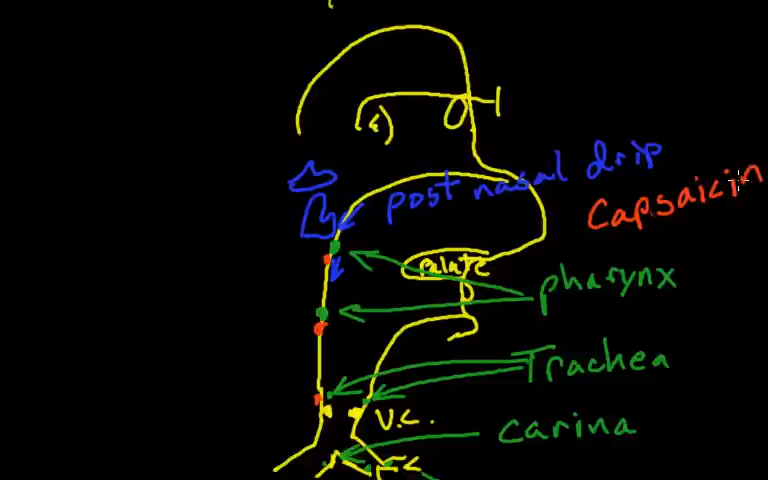 post nasal drip
Capsaicin
palate
pharynx
Trachea
V.C.
carina